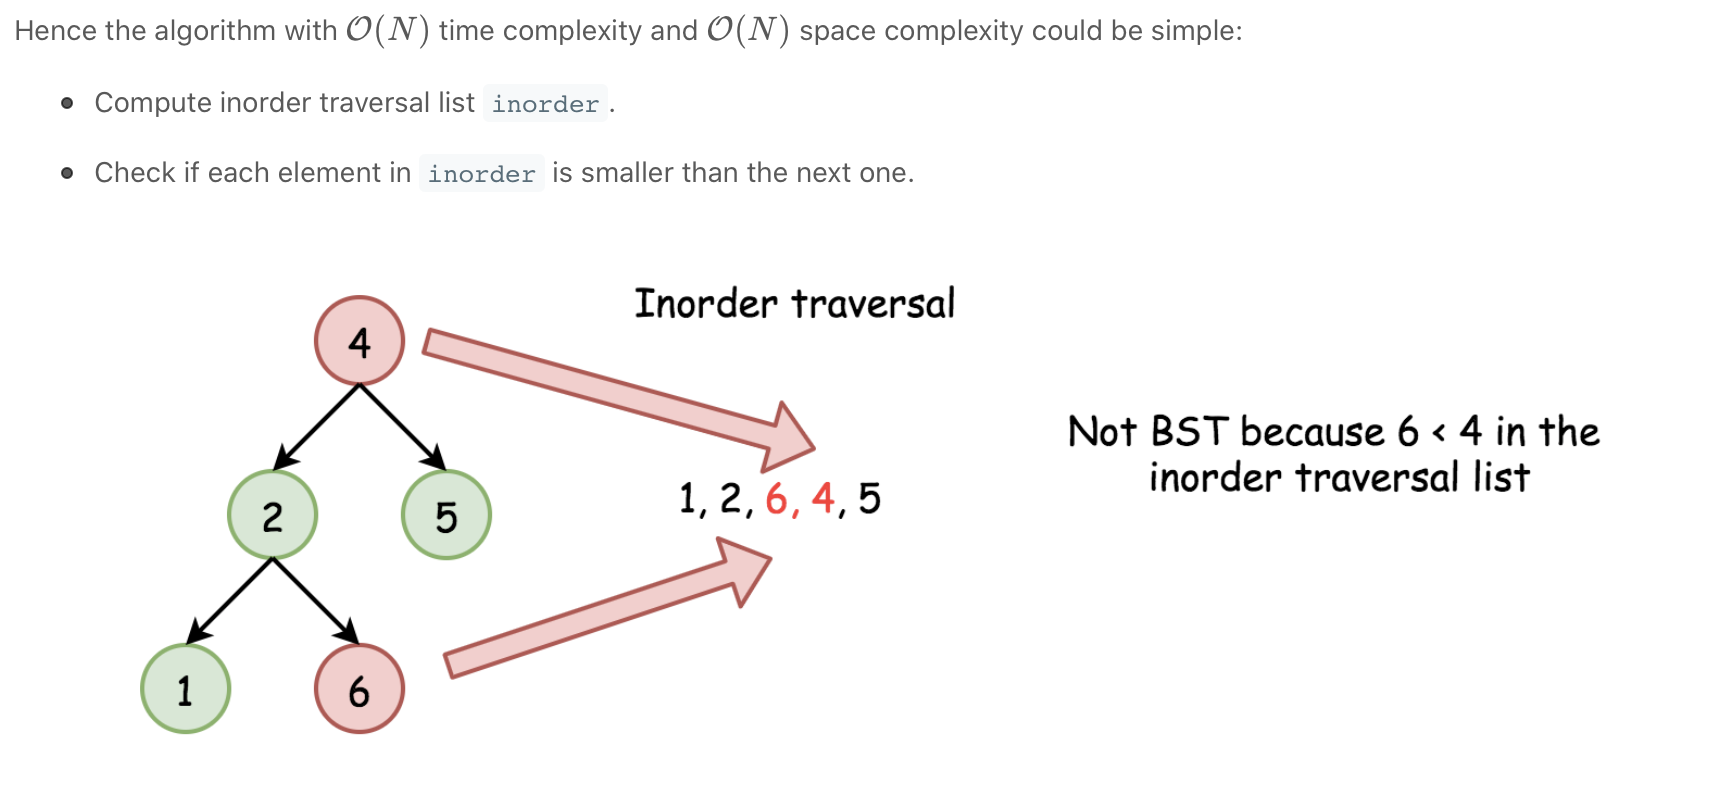 Hence the algorithm with O(N) time complexity and O(N) space complexity could be simple:
Compute inorder traversal list inorder .
Check if each element in inorder is smaller than the next one.
Inorder traversal
4
Not BST because 6 < 4 in the
inorder traversal list
1, 2, 6, 4, 5
2
5
1
6